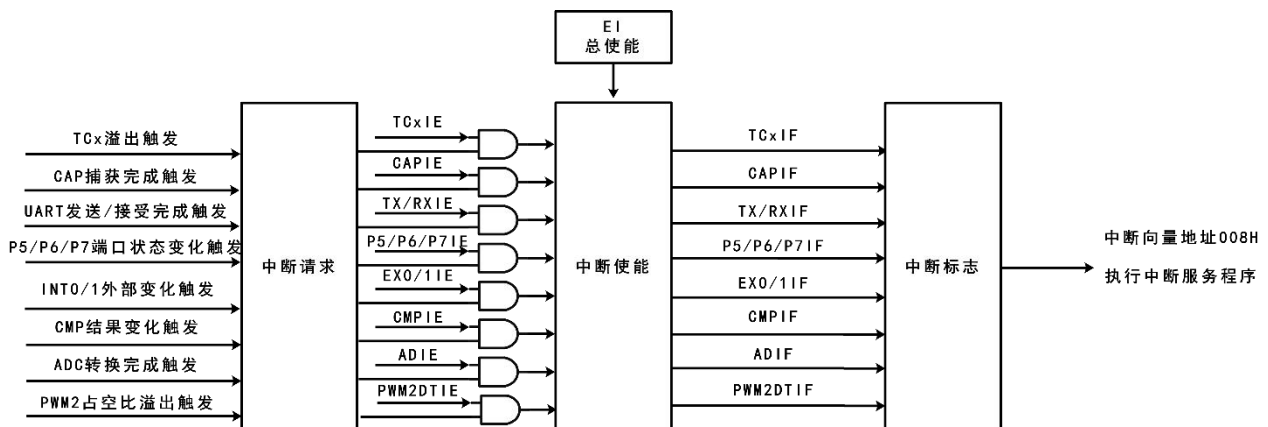 EI
总使能
TCx溢出触发
CAP捕获完成触发
UART发送/接受完成触发
P5/P6/P7端口状态变化触发
INT0/1外部变化触发
CMP结果变化触发
ADC转换完成触发
PWM2占空比溢出触发
中断请求
TCxIE
CAPIE
TX/RXIE
P5/P6/P7IE
EX0/1IE
CMPIE
ADIE
PWM2DTIE
中断使能
TCxIF
CAPIF
TX/RXIF
P5/P6/P7IF
EX0/1IF
CMPIF
ADIF
PWM2DTIF
中断标志
中断向量地址008H
执行中断服务程序